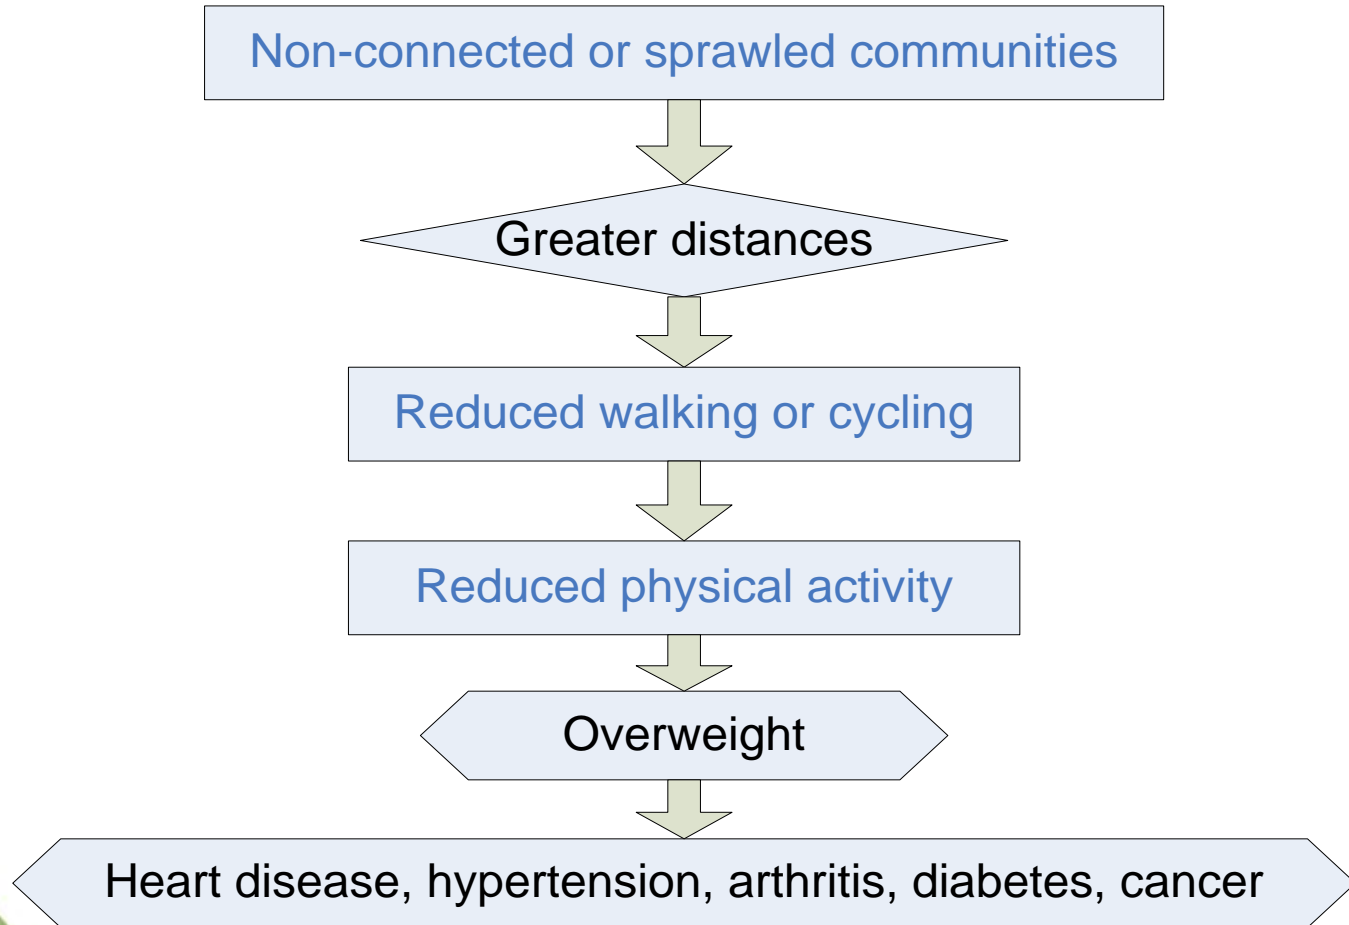 Non-connected or sprawled communities
Greater distances
Reduced walking or cycling
Reduced physical activity
Overweight
Heart disease, hypertension, arthritis, diabetes, cancer